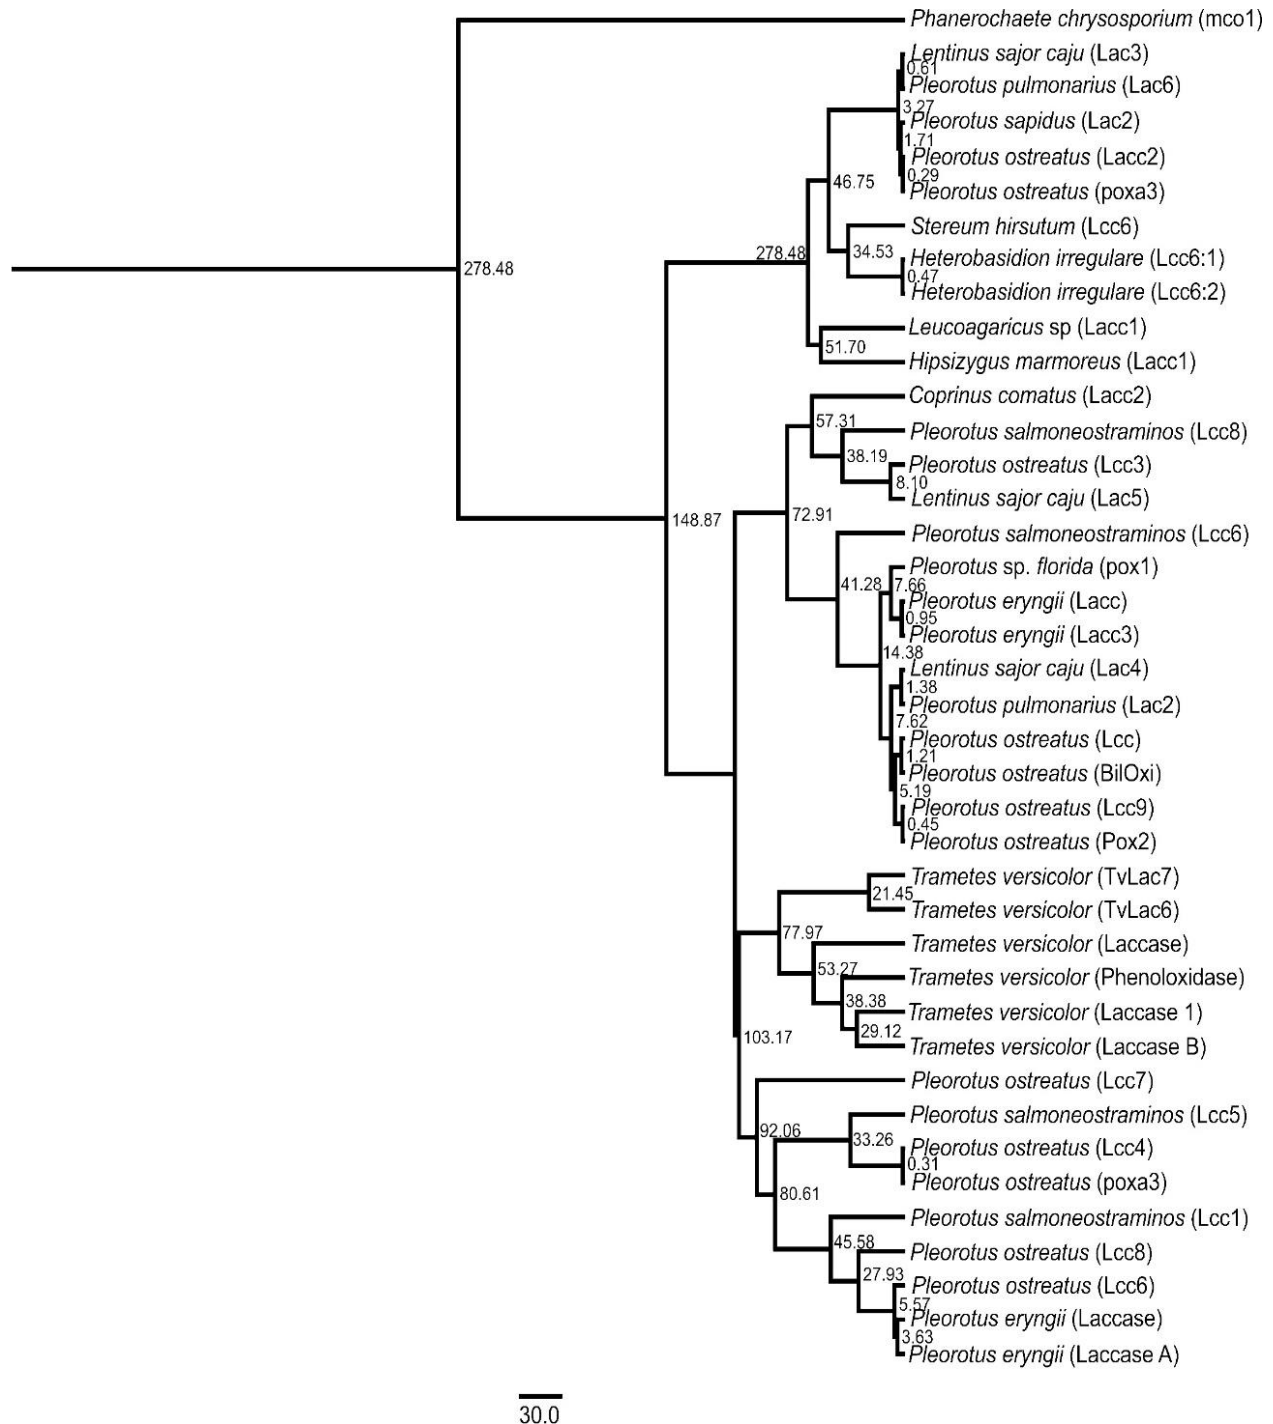 Phanerochaete chrysosporium (mco1)
Lentinus sajor caju (Lac3)
0.61
Pleorotus pulmonarius (Lac6)
3.27
Pleorotus sapidus (Lac2)
1.71
Pleorotus ostreatus (Lacc2)
0.29
46.75
Pleorotus ostreatus (poxa3)
Stereum hirsutum (Lcc6)
278.48
34.53
Heterobasidion irregulare (Lcc6:1)
278.48
0.47
Heterobasidion irregulare (Lcc6:2)
Leucoagaricus sp (Lacc1)
51.70
Hipsizygus marmoreus (Lacc1)
Coprinus comatus (Lacc2)
57.31
Pleorotus salmoneostraminos (Lcc8)
38.19
Pleorotus ostreatus (Lcc3)
8.10
Lentinus sajor caju (Lac5)
148.87
72.91
Pleorotus salmoneostraminos (Lcc6)
Pleorotus sp. florida (pox1)
41.28
7.66
Pleorotus eryngii (Lacc)
0.95
Pleorotus eryngii (Lacc3)
14.38
Lentinus sajor caju (Lac4)
1.38
Pleorotus pulmonarius (Lac2)
7.62
Pleorotus ostreatus (Lcc)
1.21
Pleorotus ostreatus (BilOxi)
5.19
Pleorotus ostreatus (Lcc9)
0.45
Pleorotus ostreatus (Pox2)
Trametes versicolor (TvLac7)
21.45
Trametes versicolor (TvLac6)
77.97
Trametes versicolor (Laccase)
53.27
Trametes versicolor (Phenoloxidase)
38.38
Trametes versicolor (Laccase 1)
29.12
103.17
Trametes versicolor (Laccase B)
Pleorotus ostreatus (Lcc7)
Pleorotus salmoneostraminos (Lcc5)
92.06
33.26
Pleorotus ostreatus (Lcc4)
0.31
Pleorotus ostreatus (poxa3)
80.61
Pleorotus salmoneostraminos (Lcc1)
45.58
Pleorotus ostreatus (Lcc8)
27.93
Pleorotus ostreatus (Lcc6)
5.57
Pleorotus eryngii (Laccase)
3.63
Pleorotus eryngii (Laccase A)
30.0